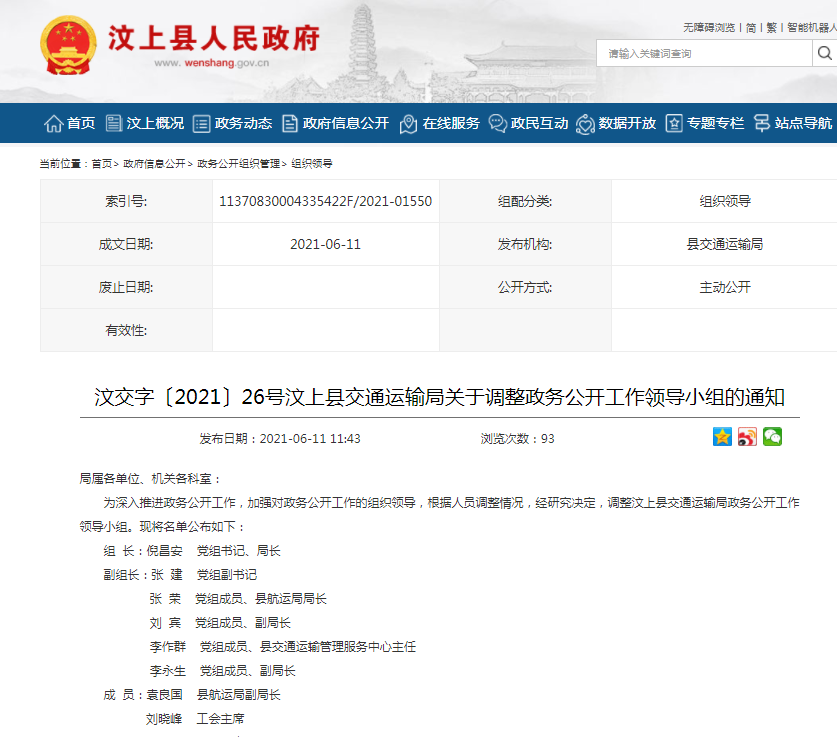 汶上县人民政府
www. wenshang.gov.cn
无障碍浏览 | 简 | 繁 | 智能机器人
请输入关键词查询
首页 汶上概况 政务动态 政府信息公开 在线服务 政民互动 数据开放 专题专栏 站点导航
当前位置：首页> 政府信息公开> 政务公开组织管理> 组织领导
索引号: 11370830004335422F/2021-01550 组配分类: 组织领导
成文日期: 2021-06-11 发布机构: 县交通运输局
废止日期: 公开方式: 主动公开
有效性:
汶交字〔2021〕26号汶上县交通运输局关于调整政务公开工作领导小组的通知
发布日期：2021-06-11 11:43 浏览次数：93
局属各单位、机关各科室：
为深入推进政务公开工作，加强对政务公开工作的组织领导，根据人员调整情况，经研究决定，调整汶上县交通运输局政务公开工作
领导小组。现将名单公布如下：
组 长：倪昌安 党组书记、局长
副组长：张 建 党组副书记
张 荣 党组成员、县航运局局长
刘 宾 党组成员、副局长
李作群 党组成员、县交通运输管理服务中心主任
李永生 党组成员、副局长
成 员：袁良国 县航运局副局长
刘晓峰 工会主席